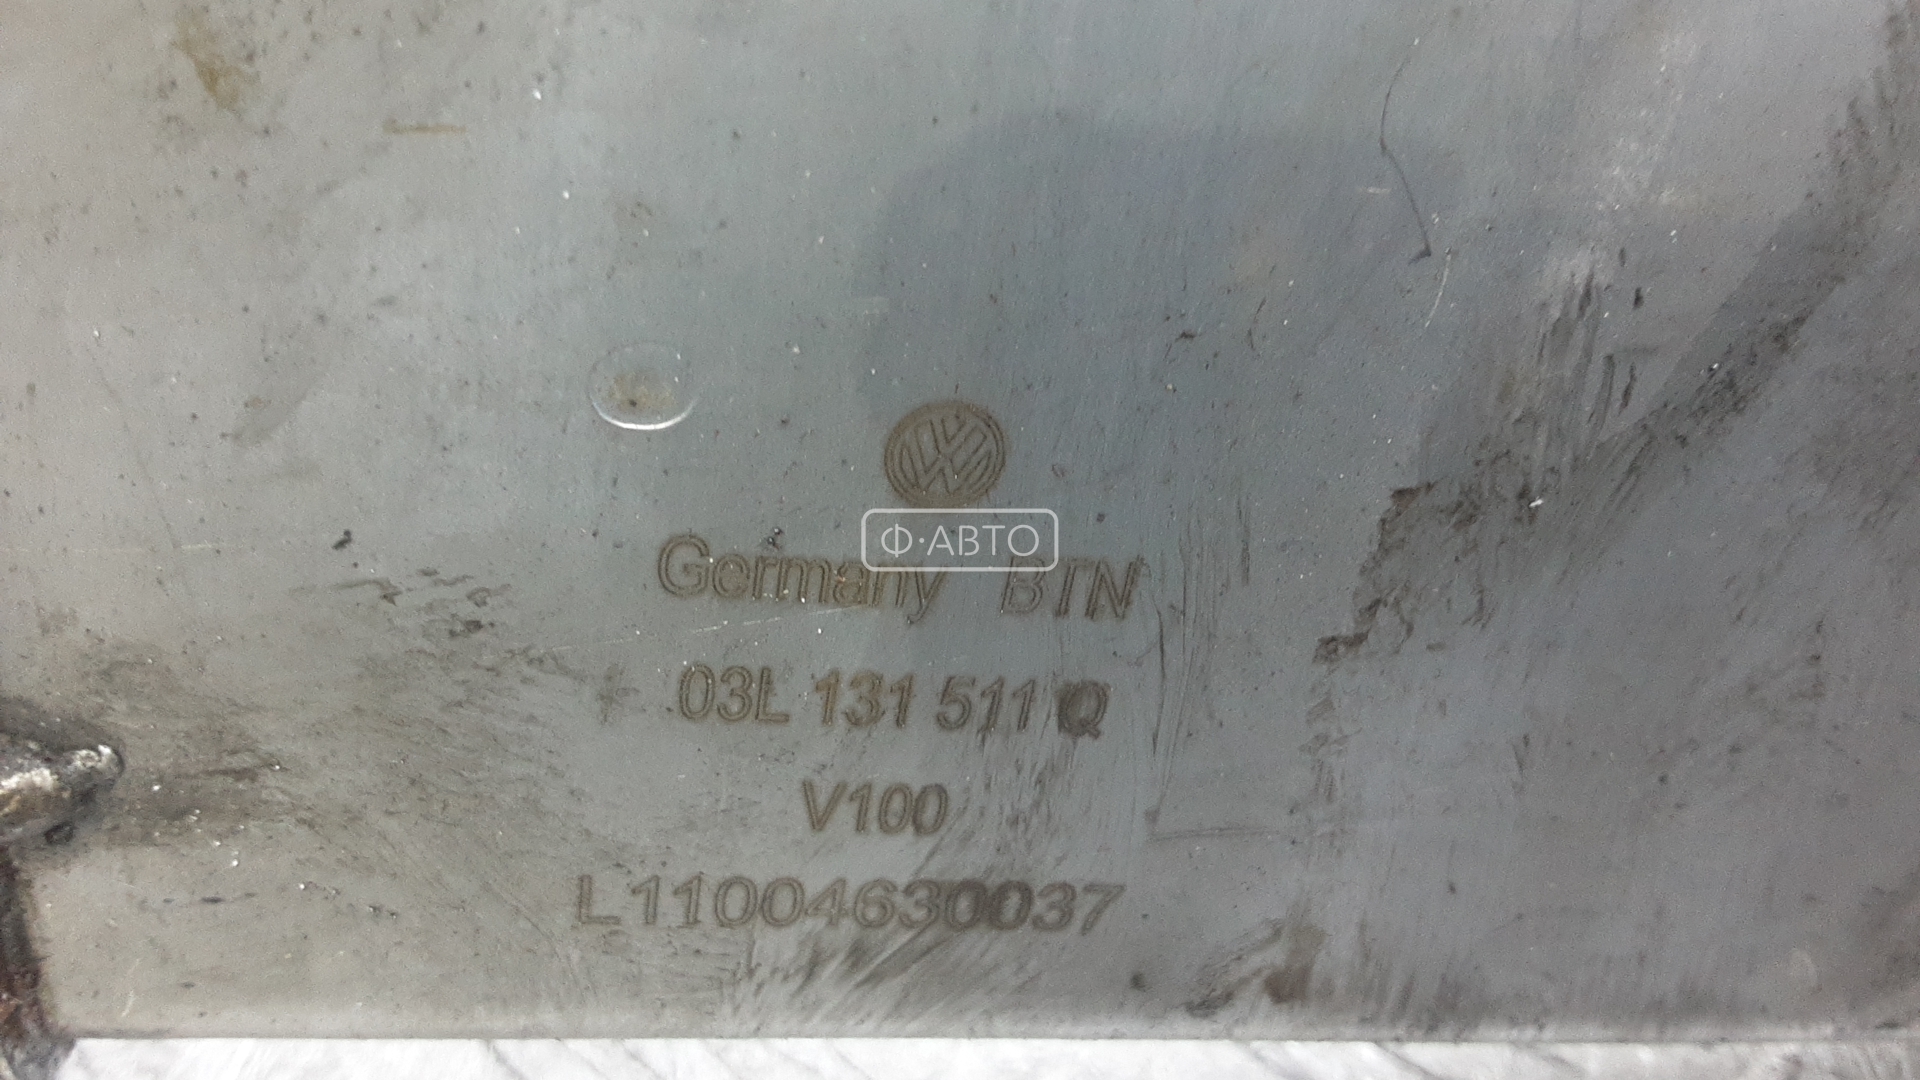 Ф·АВТО
Germany BTN
03L 131 511 Q
V100
L11004630037